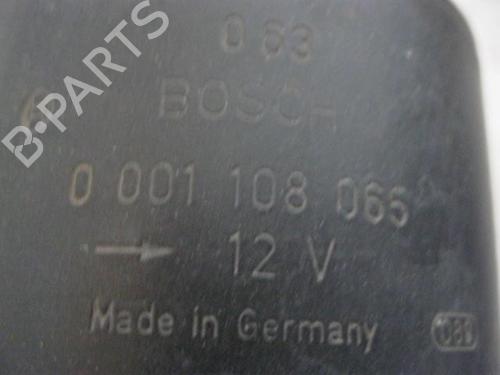 063
BOSCH
0 001 108 065
12 V
Made in Germany
B-PARTS